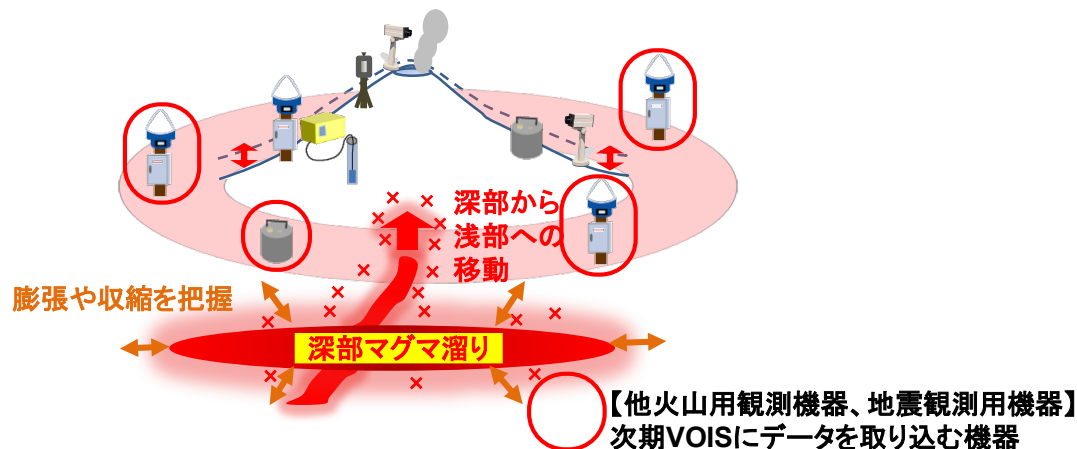 深部から
浅部への
移動
膨張や収縮を把握
深部マグマ溜り
【他火山用観測機器、地震観測用機器】
次期VOISにデータを取り込む機器